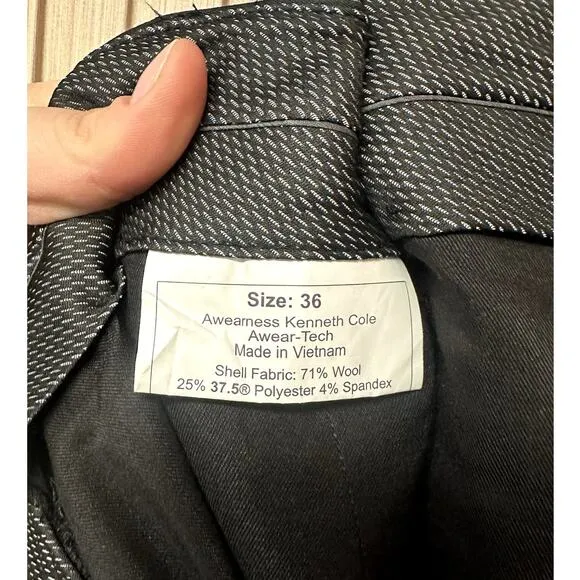 Size: 36
Awearness Kenneth Cole
Awear-Tech
Made in Vietnam
Shell Fabric: 71% Wool
25% 37.5® Polyester 4% Spandex